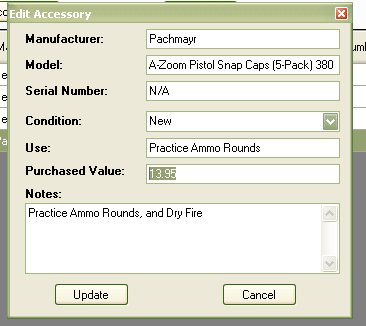 Edit Accessory
Manufacturer: Pachmayr
Model: A-Zoom Pistol Snap Caps (5-Pack) 380
Serial Number: N/A
Condition: New
Use: Practice Ammo Rounds
Purchased Value: 13.95
Notes:
Practice Ammo Rounds, and Dry Fire
Update Cancel